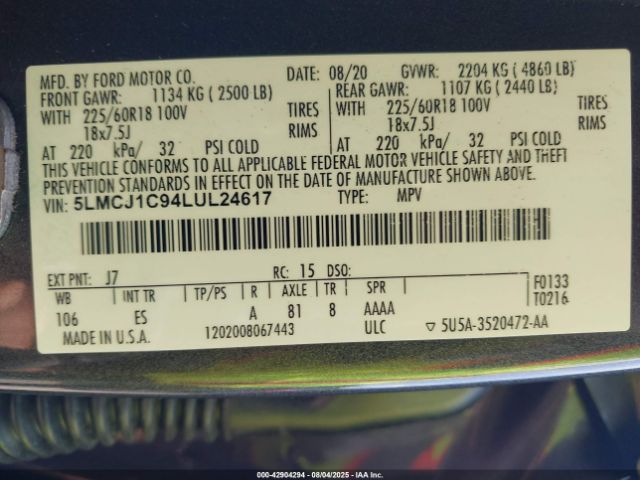 MFD. BY FORD MOTOR CO. DATE: 08/20 GVWR: 2204 KG ( 4860 LB)
FRONT GAWR: 1134 KG ( 2500 LB) REAR GAWR: 1107 KG ( 2440 LB)
WITH 225/60R18 100V TIRES WITH 225/60R18 100V TIRES
18x7.5J RIMS 18x7.5J RIMS
AT 220 kPa/ 32 PSI COLD AT 220 kPa/ 32 PSI COLD
THIS VEHICLE CONFORMS TO ALL APPLICABLE FEDERAL MOTOR VEHICLE SAFETY AND THEFT
PREVENTION STANDARDS IN EFFECT ON THE DATE OF MANUFACTURE SHOWN ABOVE.
VIN: 5LMCJ1C94LUL24617 TYPE: MPV
EXT PNT: J7 RC: 15 DSO: F0133
WB INT TR TP/PS R AXLE TR SPR T0216
106 ES A 81 8 AAAA
MADE IN U.S.A. 1202008067443 ULC ▽ 5U5A-3520472-AA
000-42904294 - 08/04/2025 - IAA Inc.